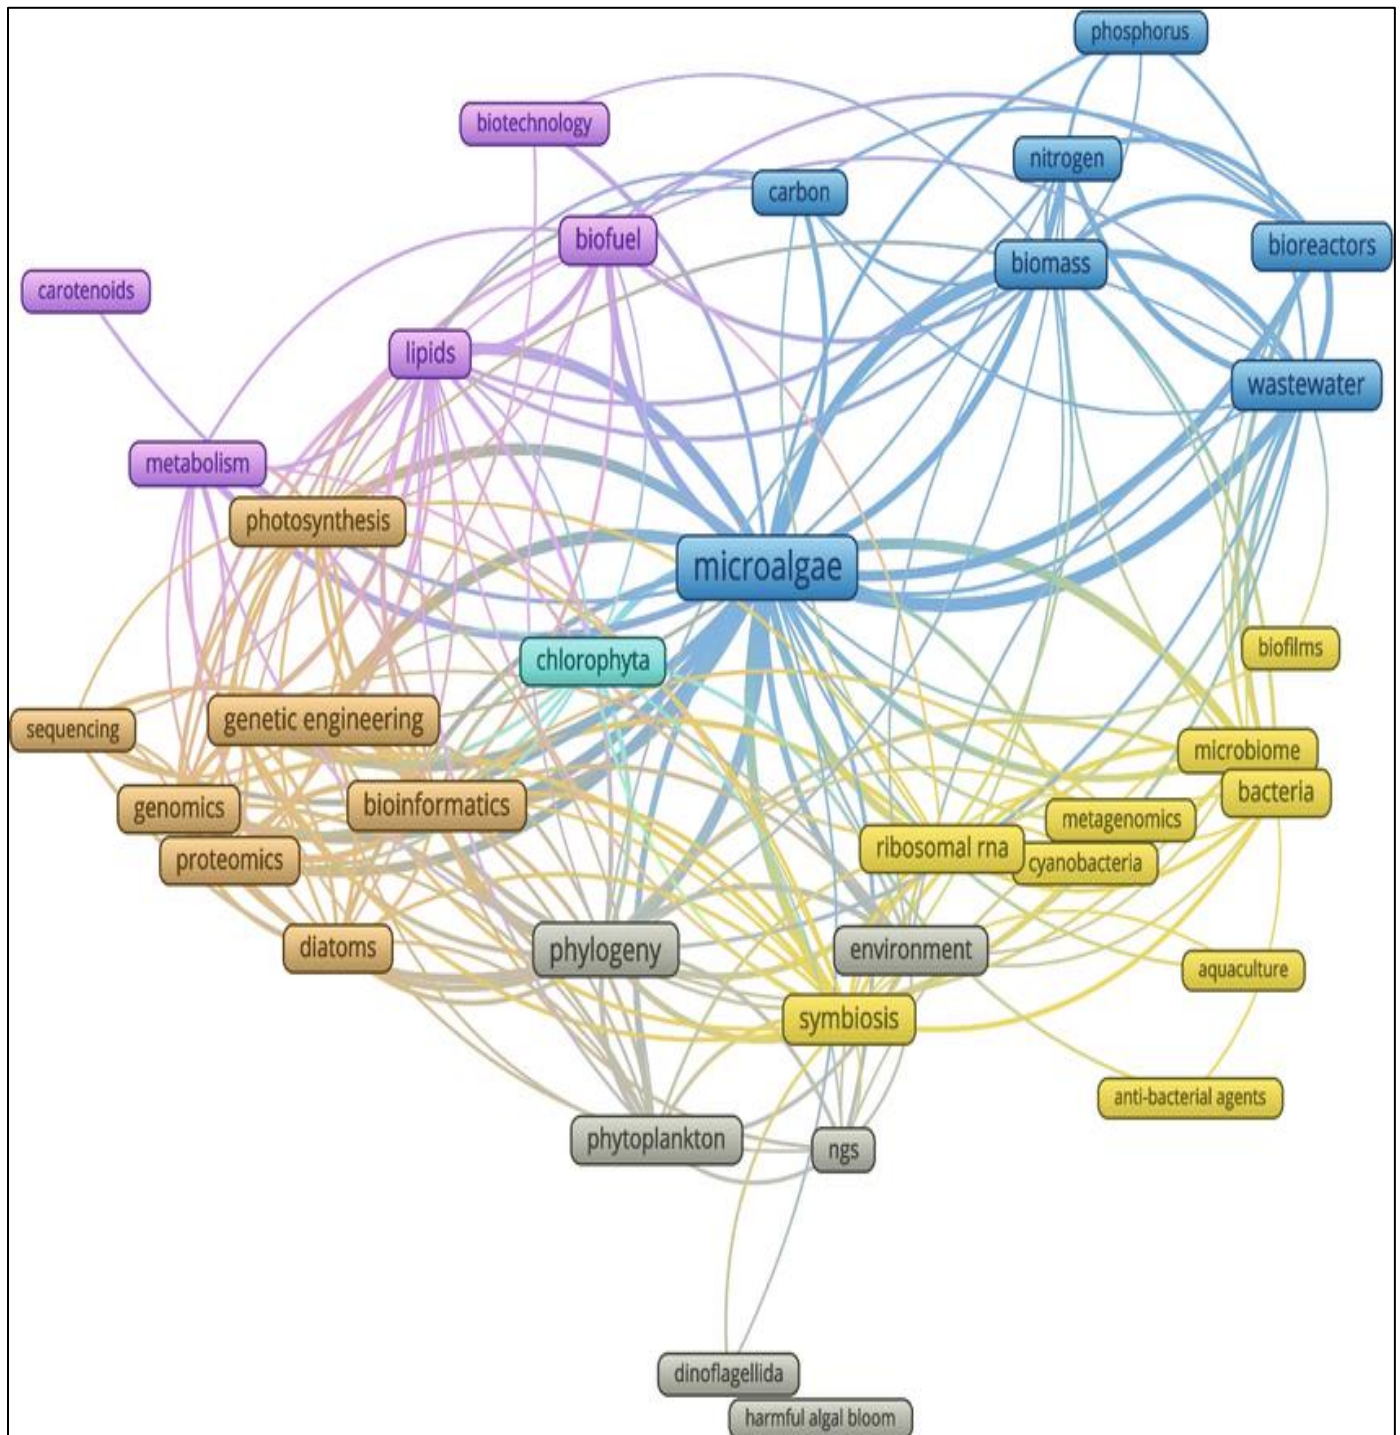 phosphorus
biotechnology
nitrogen
carbon
biofuel
bioreactors
biomass
carotenoids
lipids
wastewater
metabolism
photosynthesis
microalgae
biofilms
chlorophyta
genetic engineering
sequencing
microbiome
bacteria
genomics
bioinformatics
metagenomics
ribosomal rna
proteomics
cyanobacteria
diatoms
phylogeny
environment
aquaculture
symbiosis
anti-bacterial agents
phytoplankton
ngs
dinoflagellida
harmful algal bloom